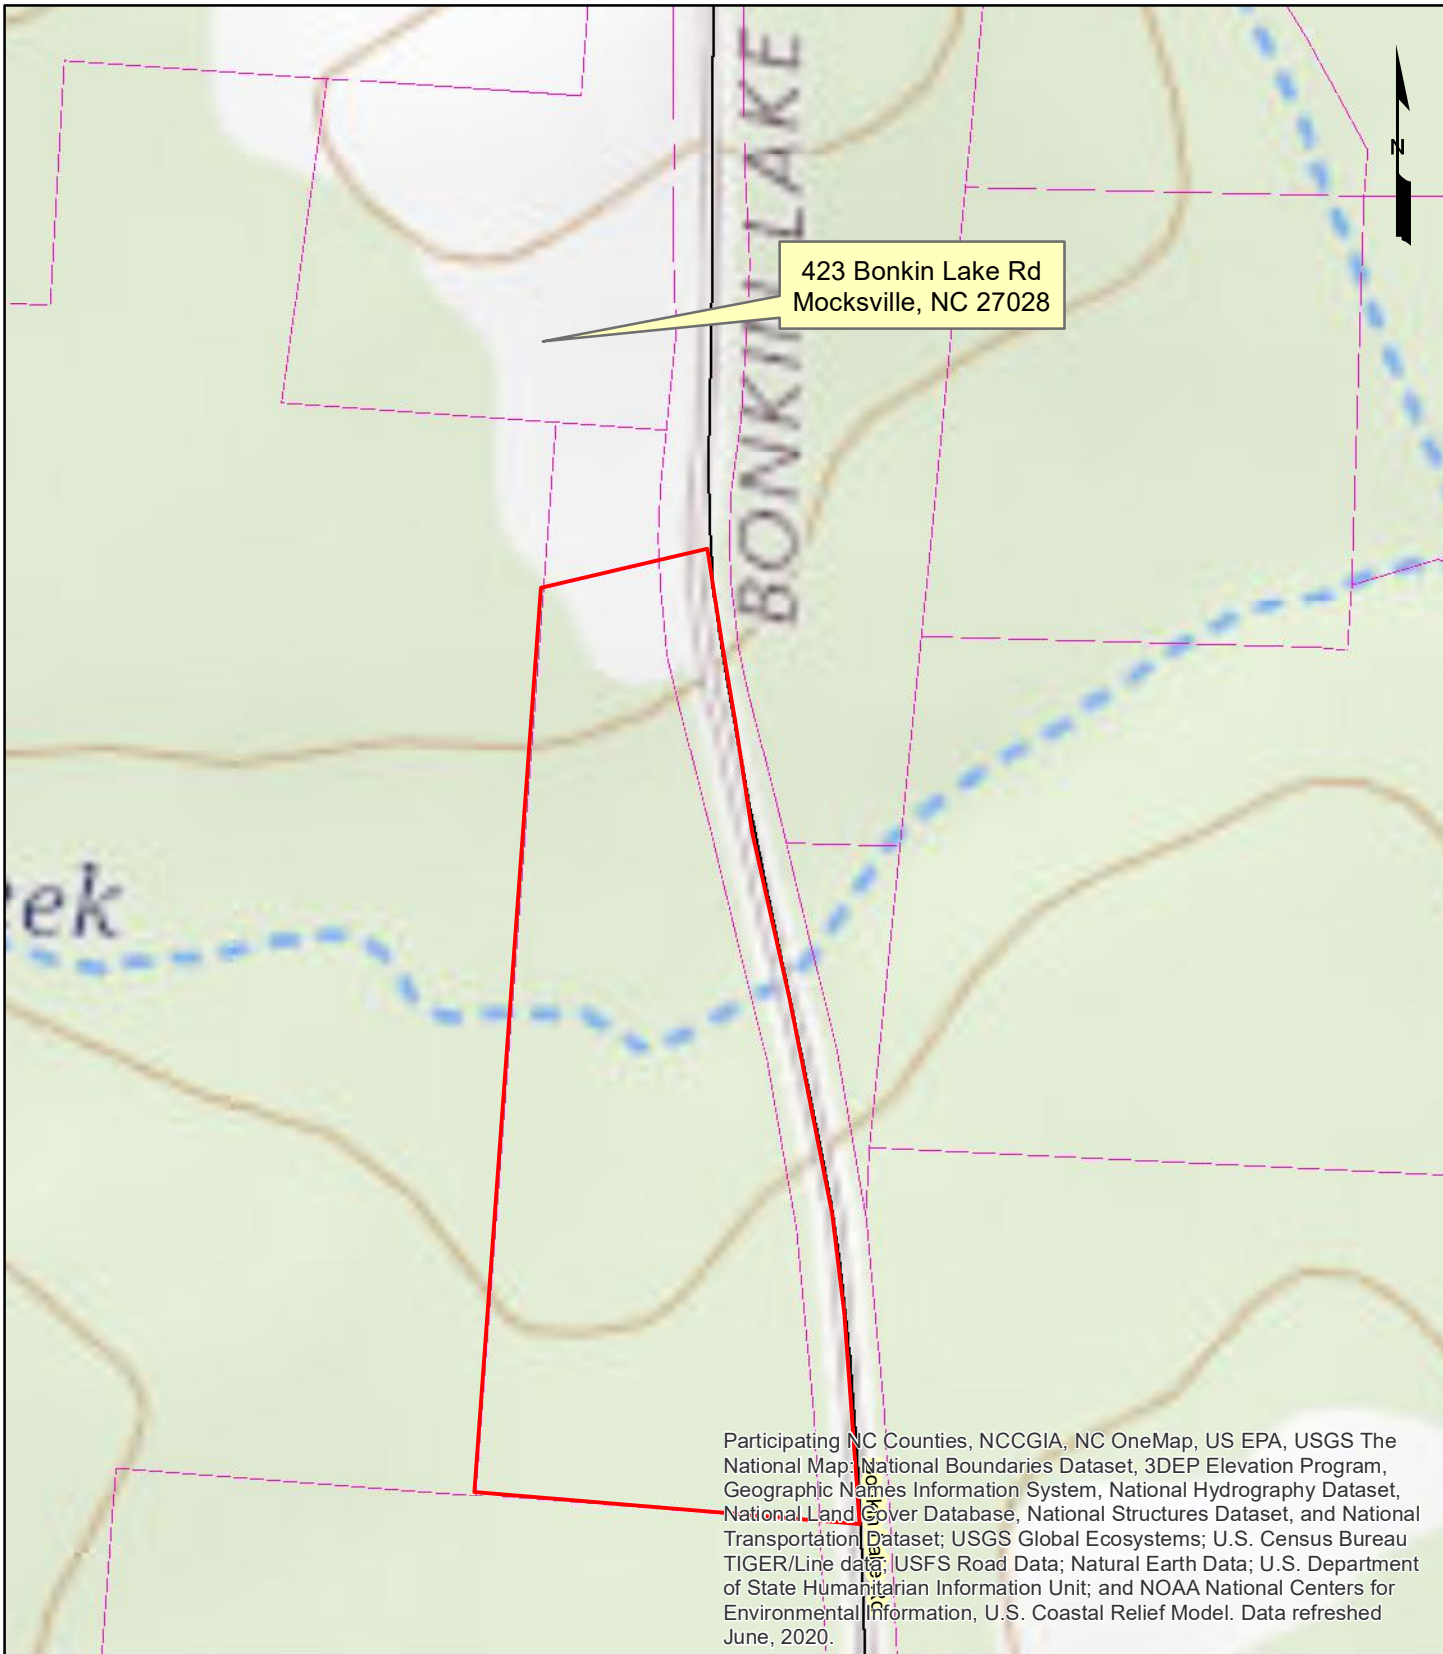 BONKIN LAKE
N
423 Bonkin Lake Rd
Mocksville, NC 27028
eek
Participating NC Counties, NCCGIA, NC OneMap, US EPA, USGS The
National Map: National Boundaries Dataset, 3DEP Elevation Program,
Geographic Names Information System, National Hydrography Dataset,
National Land Cover Database, National Structures Dataset, and National
Transportation Dataset; USGS Global Ecosystems; U.S. Census Bureau
TIGER/Line data; USFS Road Data; Natural Earth Data; U.S. Department
of State Humanitarian Information Unit; and NOAA National Centers for
Environmental Information, U.S. Coastal Relief Model. Data refreshed
June, 2020.
Bonkin Lake Rd